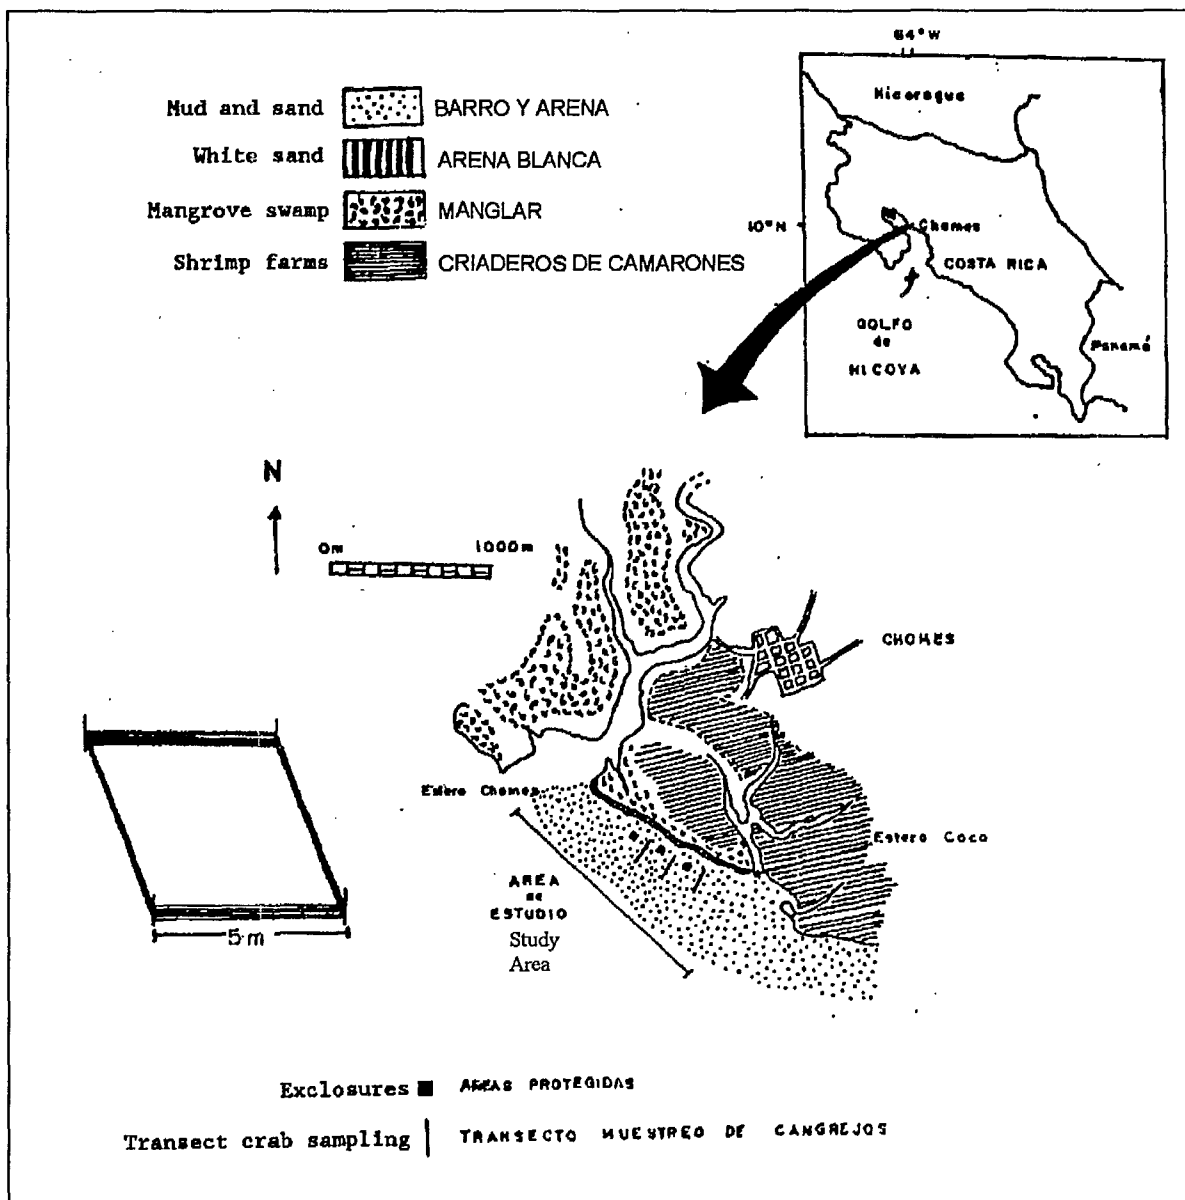 64° W
Nicaragua
Mud and sand BARRO Y ARENA
White sand ARENA BLANCA
Mangrove swamp MANGLAR
Shrimp farms CRIADEROS DE CAMARONES
10° N
Chomes
COSTA RICA
GOLFO
de
NICOYA
Panamá
N
0m 1000m
CHOMES
Estero Chomes
Estero Coco
AREA
de
ESTUDIO
Study
Area
5 m
Exclosures AREAS PROTEGIDAS
Transect crab sampling TRANSECTO MUESTREO DE CANGREJOS